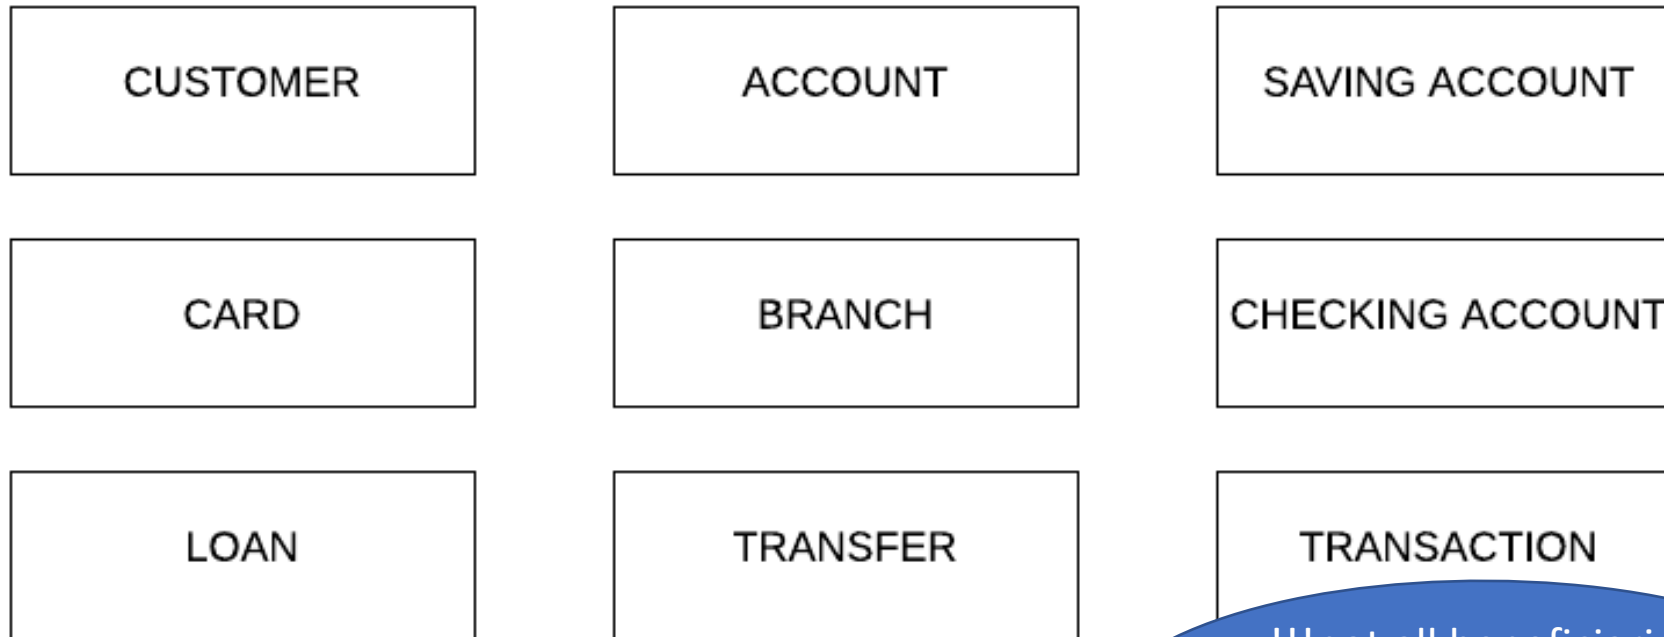 CUSTOMER
ACCOUNT
SAVING ACCOUNT
CARD
BRANCH
CHECKING ACCOUNT
LOAN
TRANSFER
TRANSACTION